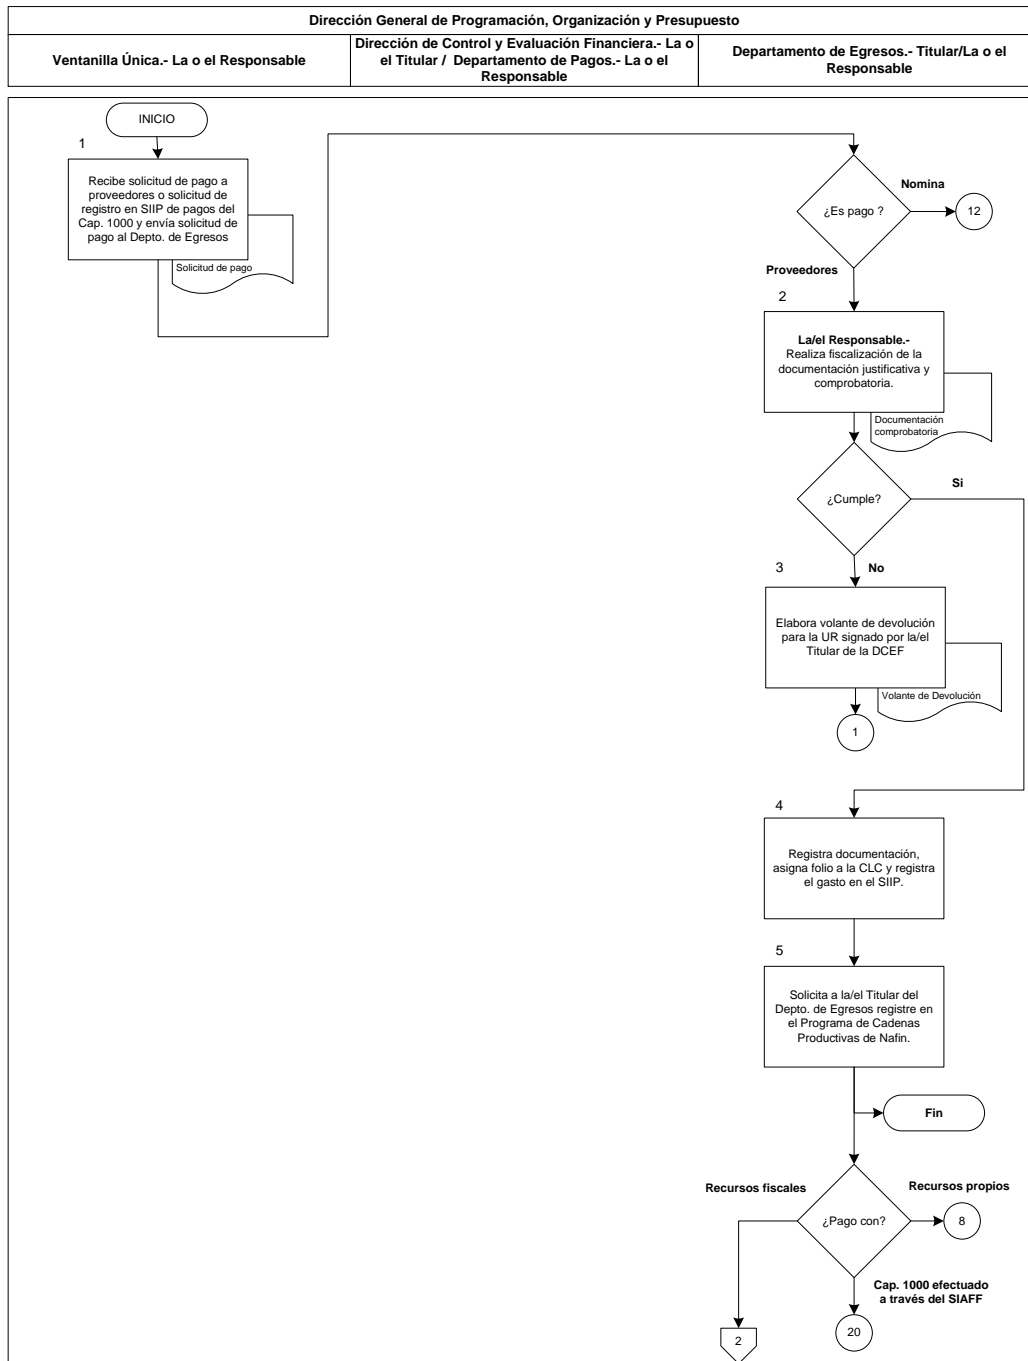 Dirección General de Programación, Organización y Presupuesto
Ventanilla Única.- La o el Responsable
Dirección de Control y Evaluación Financiera.- La o
el Titular / Departamento de Pagos.- La o el
Responsable
Departamento de Egresos.- Titular/La o el
Responsable
INICIO
1
Recibe solicitud de pago a
proveedores o solicitud de
registro en SIIP de pagos del
Cap. 1000 y envía solicitud de
pago al Depto. de Egresos
Solicitud de pago
¿Es pago ?
Nomina
12
Proveedores
2
La/el Responsable.-
Realiza fiscalización de la
documentación justificativa y
comprobatoria.
Documentación
comprobatoria
¿Cumple?
Si
No
3
Elabora volante de devolución
para la UR signado por la/el
Titular de la DCEF
Volante de Devolución
1
4
Registra documentación,
asigna folio a la CLC y registra
el gasto en el SIIP.
5
Solicita a la/el Titular del
Depto. de Egresos registre en
el Programa de Cadenas
Productivas de Nafin.
Fin
Recursos fiscales
Recursos propios
¿Pago con?
8
Cap. 1000 efectuado
a través del SIAFF
2
20